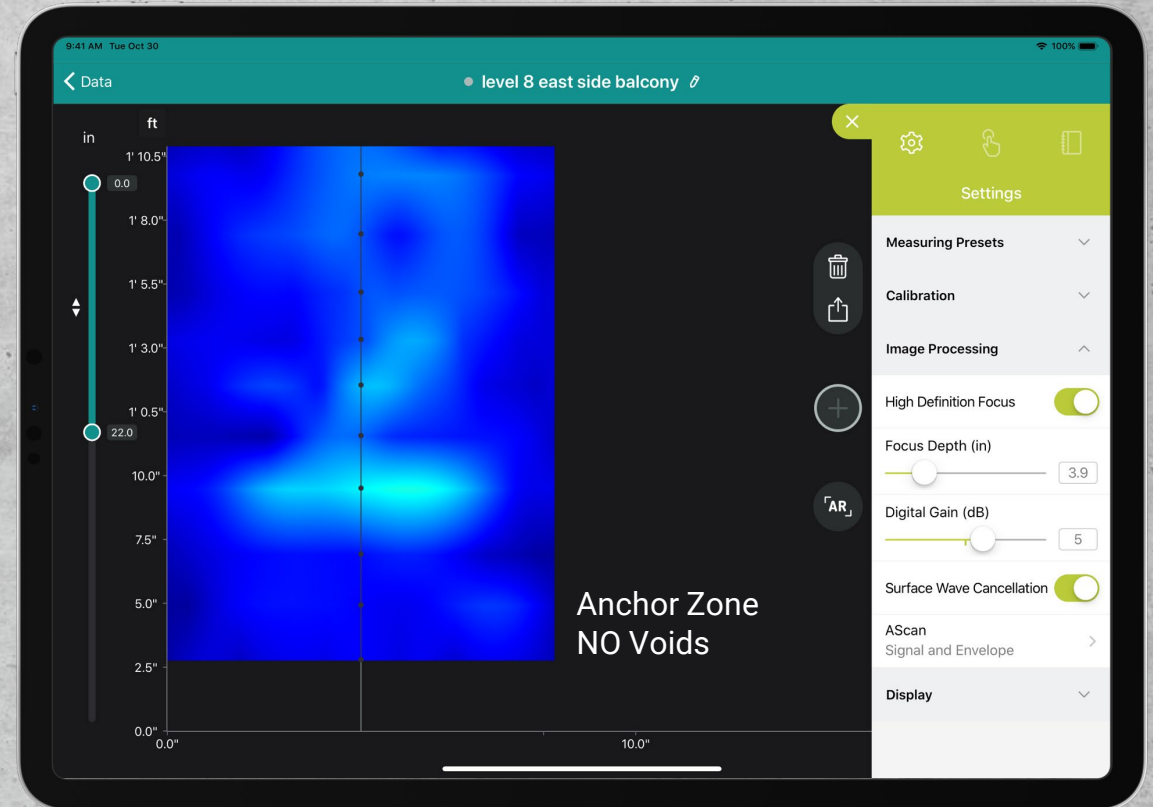 9:41 AM Tue Oct 30
100%
Data
level 8 east side balcony
in
ft
1' 10.5"
0.0
1' 8.0"
1' 5.5"
1' 3.0"
1' 0.5"
22.0
10.0"
7.5"
5.0"
2.5"
0.0"
0.0"
10.0"
AR
Anchor Zone
NO Voids
Settings
Measuring Presets
Calibration
Image Processing
High Definition Focus
Focus Depth (in)
3.9
Digital Gain (dB)
5
Surface Wave Cancellation
AScan
Signal and Envelope
Display